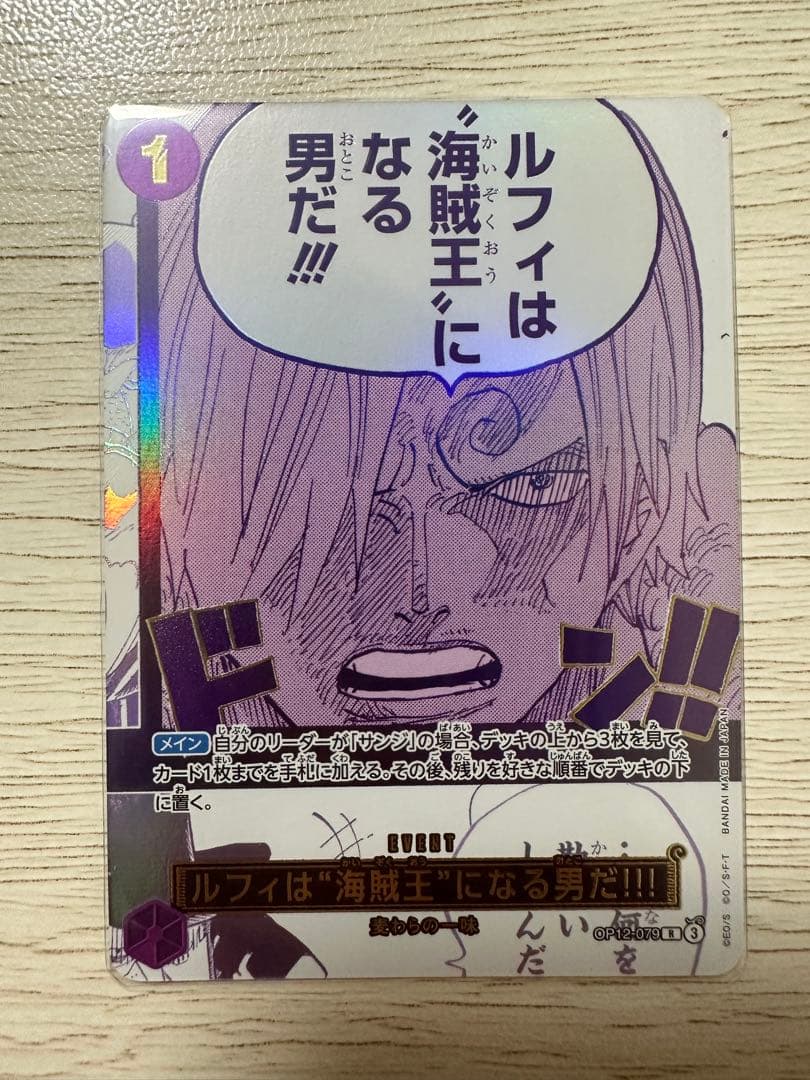 1
ルフィは
“海賊王”に
なる
男だ!!!
ドン!!
メイン 自分のリーダーが「サンジ」の場合、デッキの上から3枚を見て、
カード1枚までを手札に加える。その後、残りを好きな順番でデッキの下
に置く。
EVENT
ルフィは“海賊王”になる男だ!!!
麦わらの一味
OP12-079 R 3
©EO/S ©O/S・F・T BANDAI MADE IN JAPAN